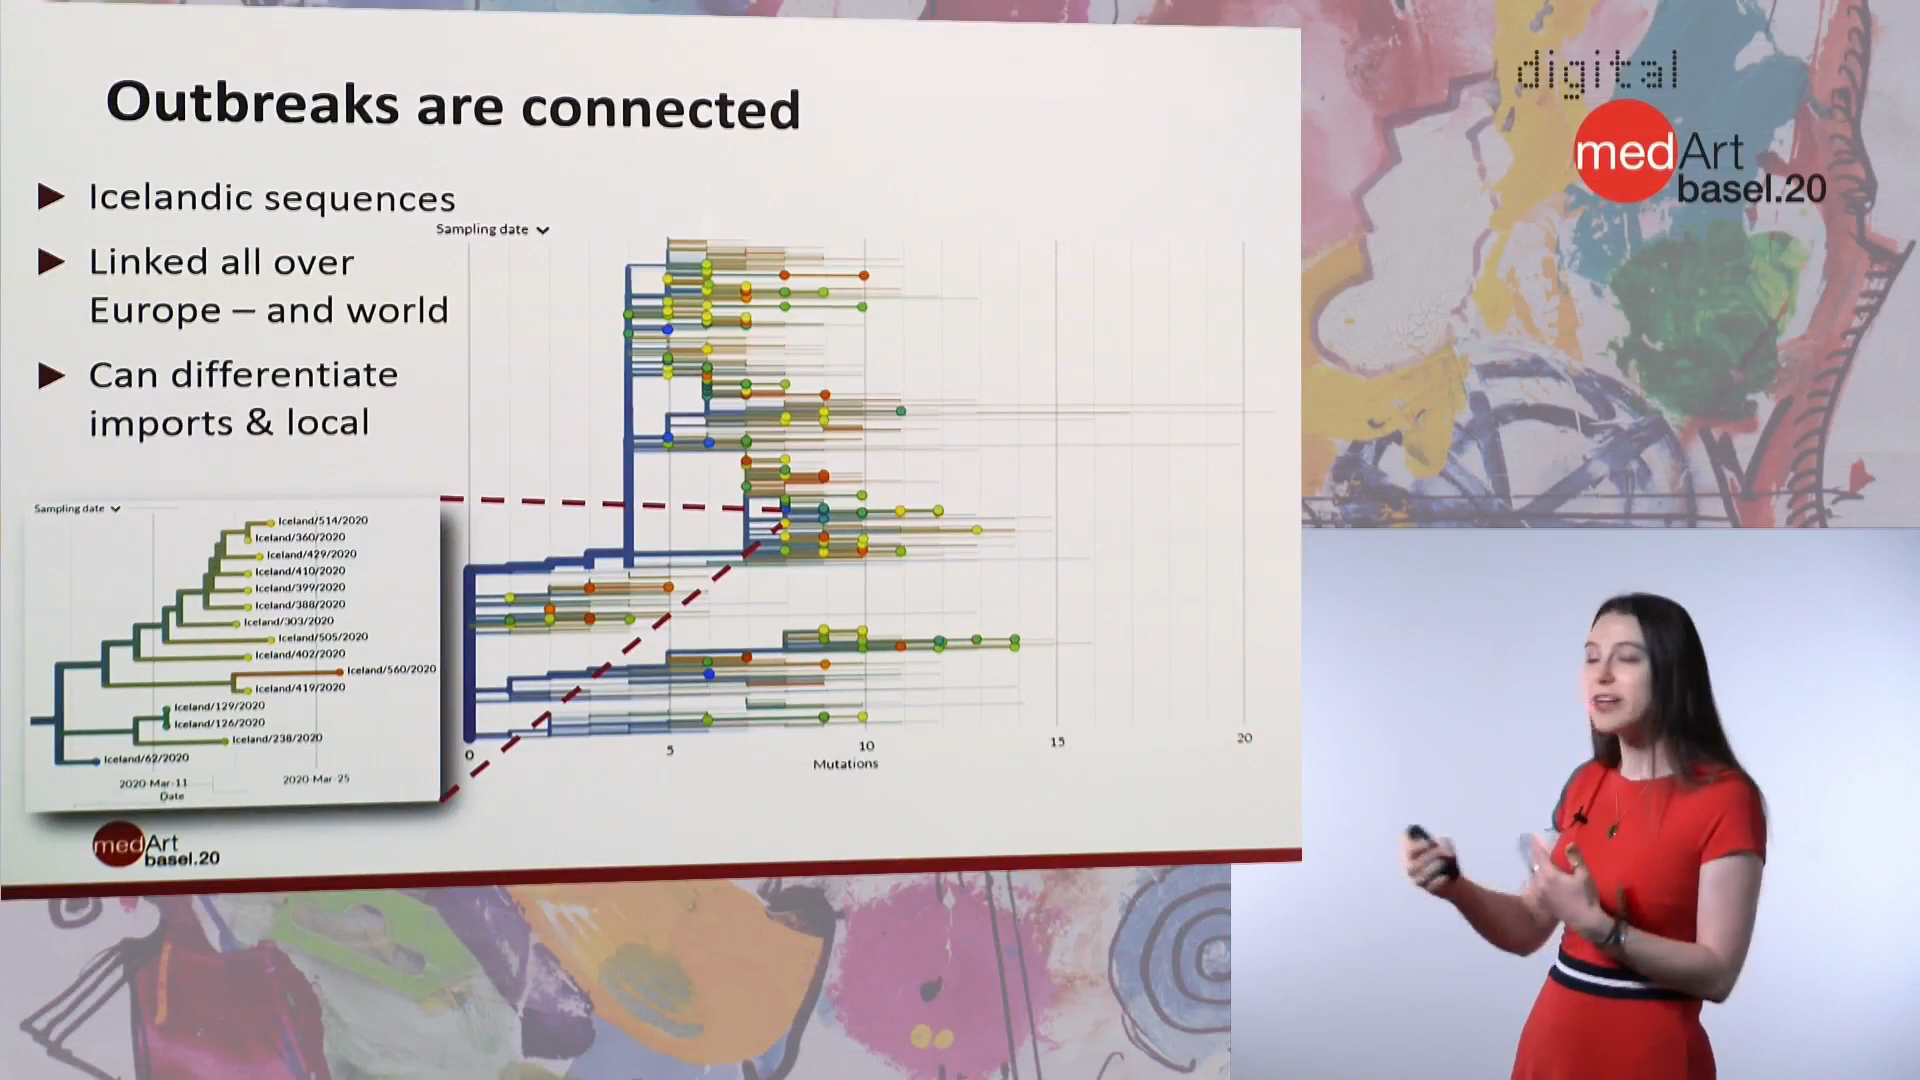 Outbreaks are connected
Icelandic sequences
Linked all over
Europe – and world
Can differentiate
imports & local
Sampling date
0
5
10
15
20
Mutations
Sampling date
Iceland/514/2020
Iceland/360/2020
Iceland/429/2020
Iceland/410/2020
Iceland/399/2020
Iceland/388/2020
Iceland/303/2020
Iceland/505/2020
Iceland/402/2020
Iceland/560/2020
Iceland/419/2020
Iceland/129/2020
Iceland/126/2020
Iceland/238/2020
Iceland/62/2020
2020-Mar-11
2020-Mar-25
Date
medArt
basel.20
digital
medArt
basel.20